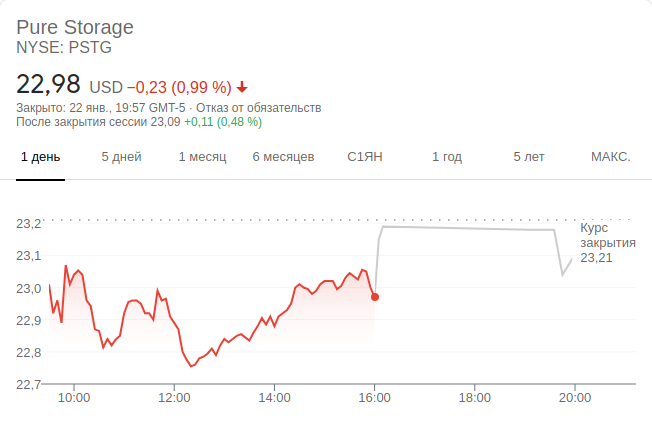 Pure Storage
NYSE: PSTG
22,98 USD −0,23 (0,99 %)
Закрыто: 22 янв., 19:57 GMT-5 · Отказ от обязательств
После закрытия сессии 23,09 +0,11 (0,48 %)
1 день 5 дней 1 месяц 6 месяцев С1ЯН 1 год 5 лет МАКС.
23,2
23,1
23,0
22,9
22,8
22,7
Курс
закрытия
23,21
10:00 12:00 14:00 16:00 18:00 20:00